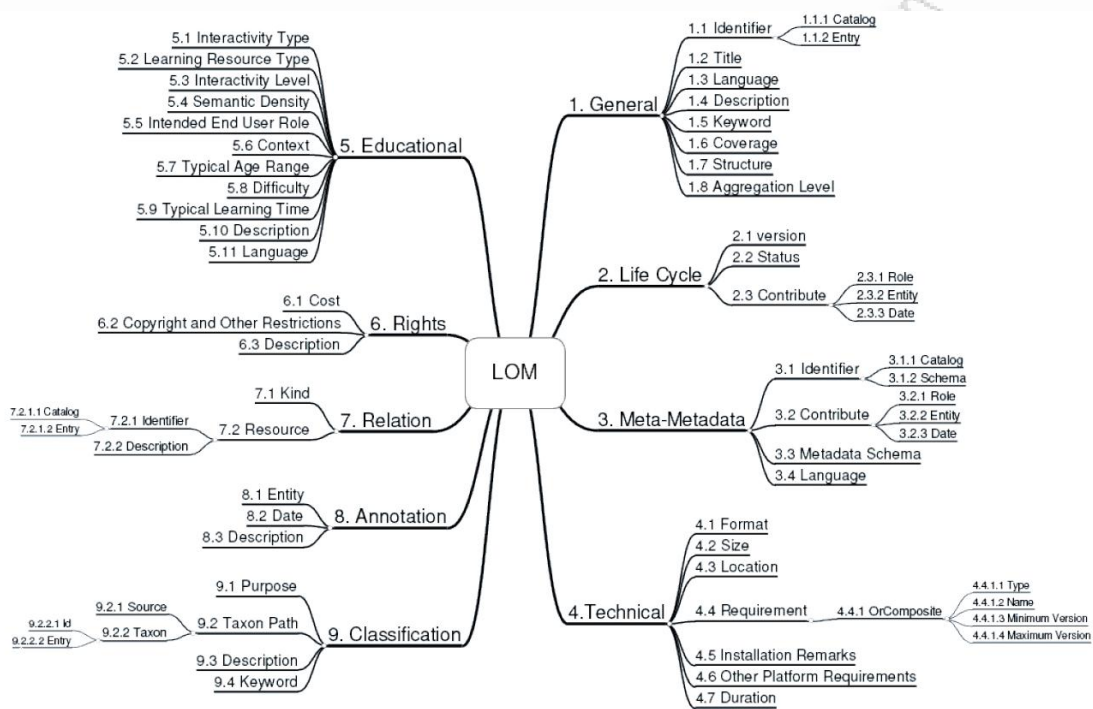 LOM
1. General
1.1 Identifier
1.1.1 Catalog
1.1.2 Entry
1.2 Title
1.3 Language
1.4 Description
1.5 Keyword
1.6 Coverage
1.7 Structure
1.8 Aggregation Level
2. Life Cycle
2.1 version
2.2 Status
2.3 Contribute
2.3.1 Role
2.3.2 Entity
2.3.3 Date
3. Meta-Metadata
3.1 Identifier
3.1.1 Catalog
3.1.2 Schema
3.2 Contribute
3.2.1 Role
3.2.2 Entity
3.2.3 Date
3.3 Metadata Schema
3.4 Language
4.Technical
4.1 Format
4.2 Size
4.3 Location
4.4 Requirement
4.4.1 OrComposite
4.4.1.1 Type
4.4.1.2 Name
4.4.1.3 Minimum Version
4.4.1.4 Maximum Version
4.5 Installation Remarks
4.6 Other Platform Requirements
4.7 Duration
5. Educational
5.1 Interactivity Type
5.2 Learning Resource Type
5.3 Interactivity Level
5.4 Semantic Density
5.5 Intended End User Role
5.6 Context
5.7 Typical Age Range
5.8 Difficulty
5.9 Typical Learning Time
5.10 Description
5.11 Language
6. Rights
6.1 Cost
6.2 Copyright and Other Restrictions
6.3 Description
7. Relation
7.1 Kind
7.2 Resource
7.2.1 Identifier
7.2.1.1 Catalog
7.2.1.2 Entry
7.2.2 Description
8. Annotation
8.1 Entity
8.2 Date
8.3 Description
9. Classification
9.1 Purpose
9.2 Taxon Path
9.2.1 Source
9.2.2 Taxon
9.2.2.1 Id
9.2.2.2 Entry
9.3 Description
9.4 Keyword